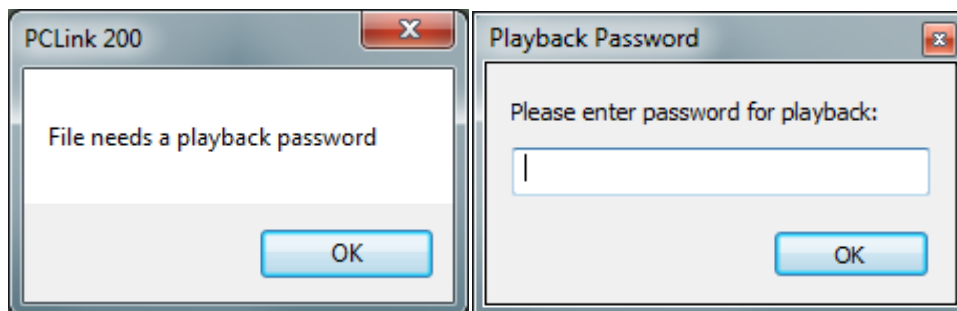 PCLink 200
File needs a playback password
OK
Playback Password
Please enter password for playback:
OK